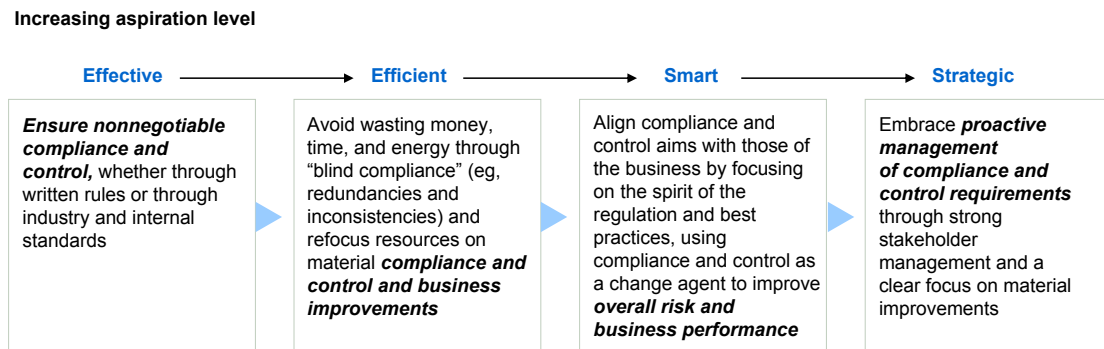 Increasing aspiration level
Effective
Efficient
Smart
Strategic
Ensure nonnegotiable
compliance and
control, whether through
written rules or through
industry and internal
standards
Avoid wasting money,
time, and energy through
“blind compliance” (eg,
redundancies and
inconsistencies) and
refocus resources on
material compliance and
control and business
improvements
Align compliance and
control aims with those
of the business by focusing
on the spirit of the
regulation and best
practices, using
compliance and control as
a change agent to improve
overall risk and
business performance
Embrace proactive
management
of compliance and
control requirements
through strong
stakeholder
management and a
clear focus on material
improvements